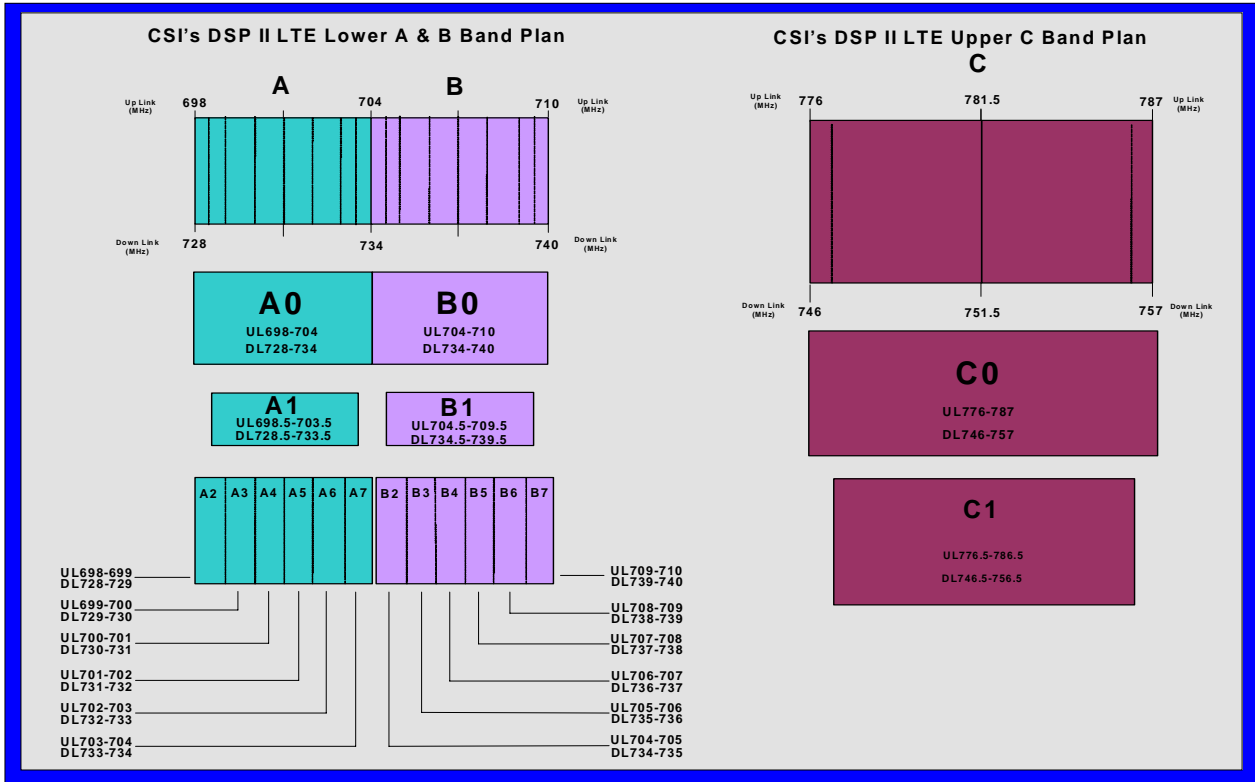 CSI's DSP II LTE Lower A & B Band Plan
A
B
Up Link
(MHz)
698
704
710
Up Link
(MHz)
Down Link
(MHz)
728
734
740
Down Link
(MHz)
A0
UL698-704
DL728-734
B0
UL704-710
DL734-740
A1
UL698.5-703.5
DL728.5-733.5
B1
UL704.5-709.5
DL734.5-739.5
A2 A3 A4 A5 A6 A7 B2 B3 B4 B5 B6 B7
UL698-699
DL728-729
UL699-700
DL729-730
UL700-701
DL730-731
UL701-702
DL731-732
UL702-703
DL732-733
UL703-704
DL733-734
UL709-710
DL739-740
UL708-709
DL738-739
UL707-708
DL737-738
UL706-707
DL736-737
UL705-706
DL735-736
UL704-705
DL734-735
CSI's DSP II LTE Upper C Band Plan
C
Up Link
(MHz)
776
781.5
787
Up Link
(MHz)
Down Link
(MHz)
746
751.5
757
Down Link
(MHz)
C0
UL776-787
DL746-757
C1
UL776.5-786.5
DL746.5-756.5